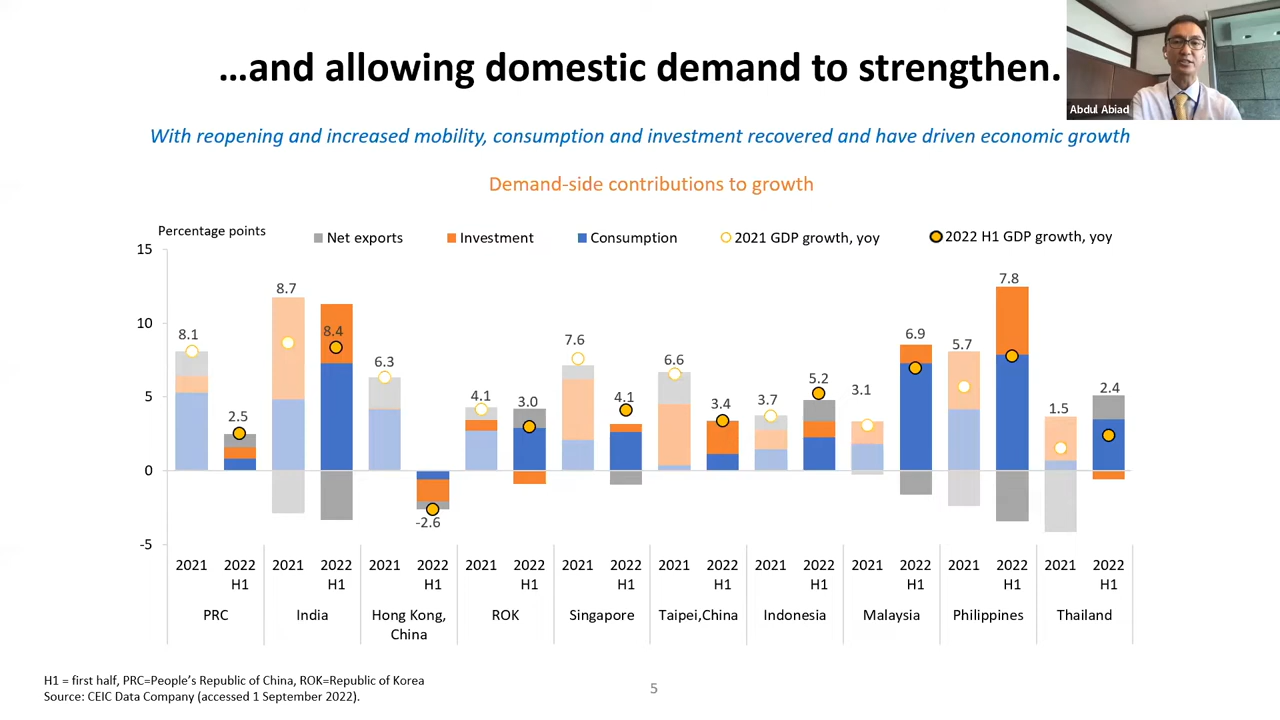 …and allowing domestic demand to strengthen.
Abdul Abiad
With reopening and increased mobility, consumption and investment recovered and have driven economic growth
Demand-side contributions to growth
Percentage points
Net exports Investment Consumption 2021 GDP growth, yoy 2022 H1 GDP growth, yoy
15
10
5
0
-5
8.1 2.5 8.7 8.4 6.3 -2.6 4.1 3.0 7.6 4.1 6.6 3.4 3.7 5.2 3.1 6.9 5.7 7.8 1.5 2.4
2021 2022 2021 2022 2021 2022 2021 2022 2021 2022 2021 2022 2021 2022 2021 2022 2021 2022 2021 2022
H1 H1 H1 H1 H1 H1 H1 H1 H1 H1
PRC India Hong Kong, ROK Singapore Taipei,China Indonesia Malaysia Philippines Thailand
China
H1 = first half, PRC=People’s Republic of China, ROK=Republic of Korea
Source: CEIC Data Company (accessed 1 September 2022).
5